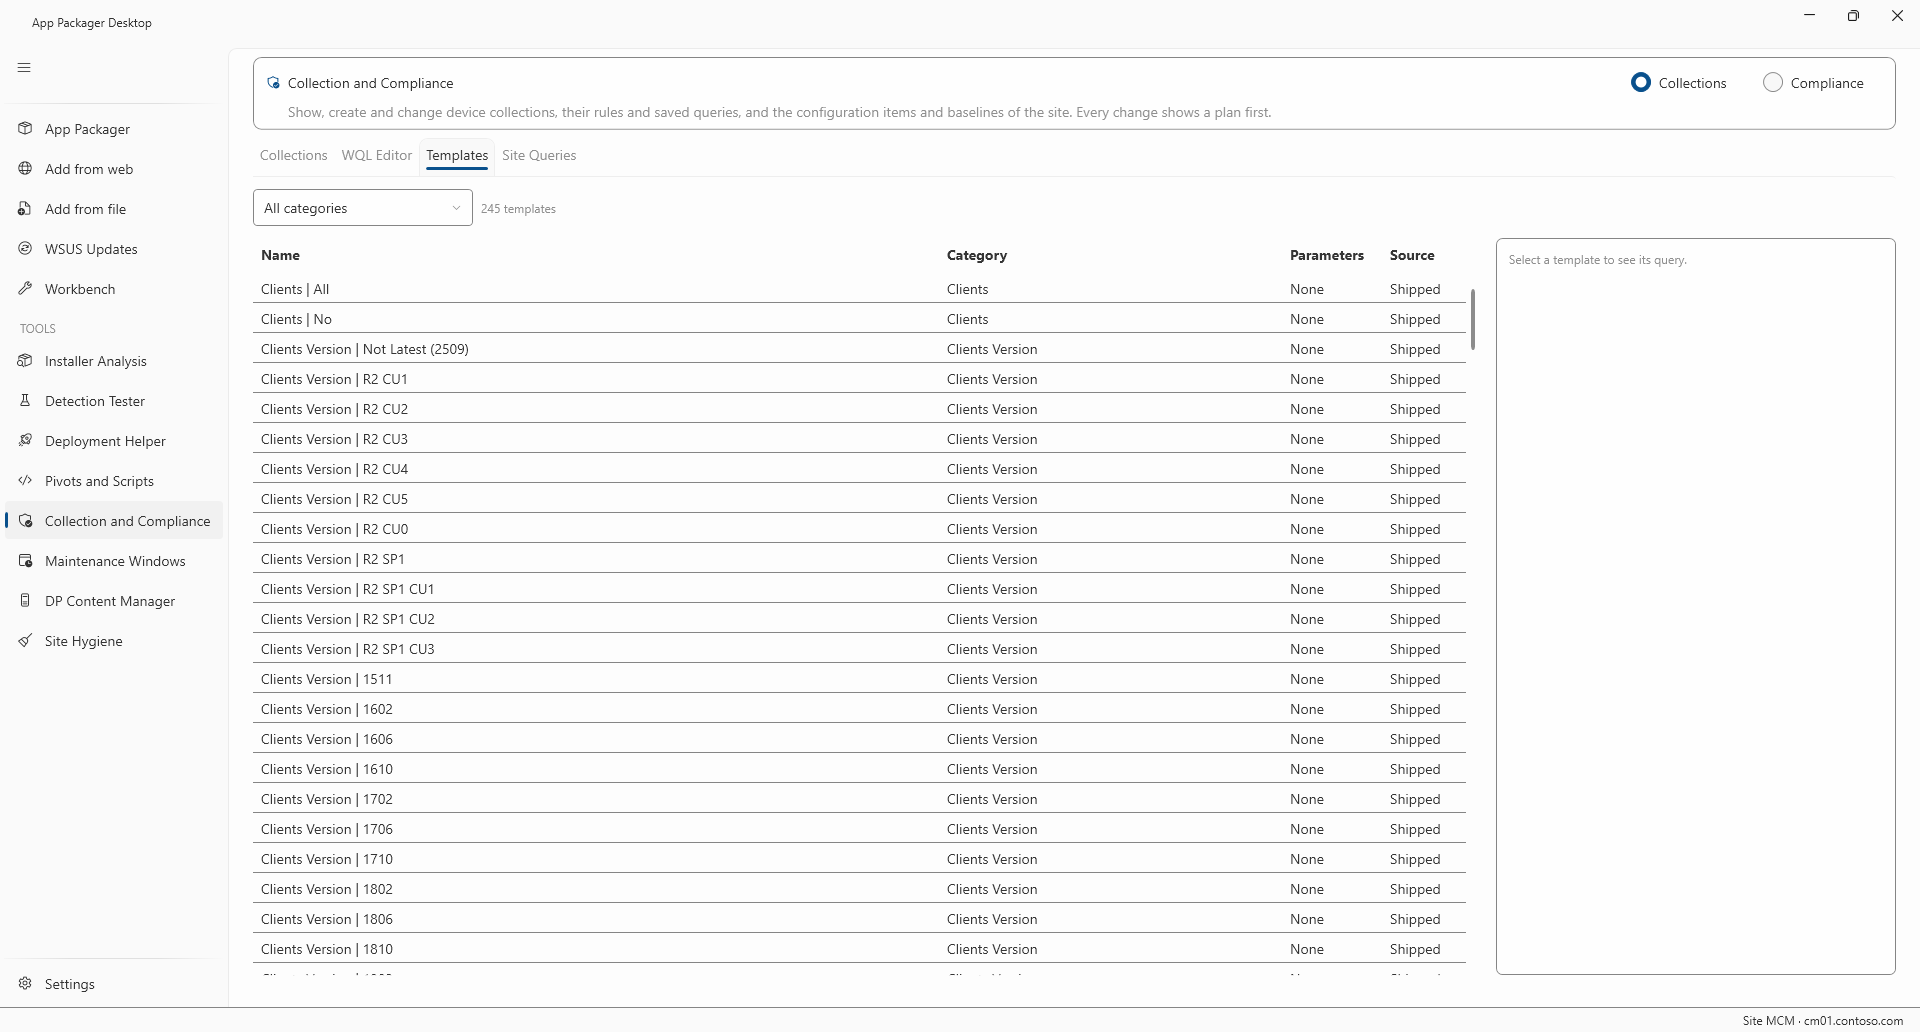 App Packager Desktop
App Packager
Add from web
Add from file
WSUS Updates
Workbench
TOOLS
Installer Analysis
Detection Tester
Deployment Helper
Pivots and Scripts
Collection and Compliance
Maintenance Windows
DP Content Manager
Site Hygiene
Settings
Collection and Compliance
Show, create and change device collections, their rules and saved queries, and the configuration items and baselines of the site. Every change shows a plan first.
Collections Compliance
Collections WQL Editor Templates Site Queries
All categories 245 templates
Name Category Parameters Source
Clients | All Clients None Shipped
Clients | No Clients None Shipped
Clients Version | Not Latest (2509) Clients Version None Shipped
Clients Version | R2 CU1 Clients Version None Shipped
Clients Version | R2 CU2 Clients Version None Shipped
Clients Version | R2 CU3 Clients Version None Shipped
Clients Version | R2 CU4 Clients Version None Shipped
Clients Version | R2 CU5 Clients Version None Shipped
Clients Version | R2 CU0 Clients Version None Shipped
Clients Version | R2 SP1 Clients Version None Shipped
Clients Version | R2 SP1 CU1 Clients Version None Shipped
Clients Version | R2 SP1 CU2 Clients Version None Shipped
Clients Version | R2 SP1 CU3 Clients Version None Shipped
Clients Version | 1511 Clients Version None Shipped
Clients Version | 1602 Clients Version None Shipped
Clients Version | 1606 Clients Version None Shipped
Clients Version | 1610 Clients Version None Shipped
Clients Version | 1702 Clients Version None Shipped
Clients Version | 1706 Clients Version None Shipped
Clients Version | 1710 Clients Version None Shipped
Clients Version | 1802 Clients Version None Shipped
Clients Version | 1806 Clients Version None Shipped
Clients Version | 1810 Clients Version None Shipped
Select a template to see its query.
Site MCM · cm01.contoso.com